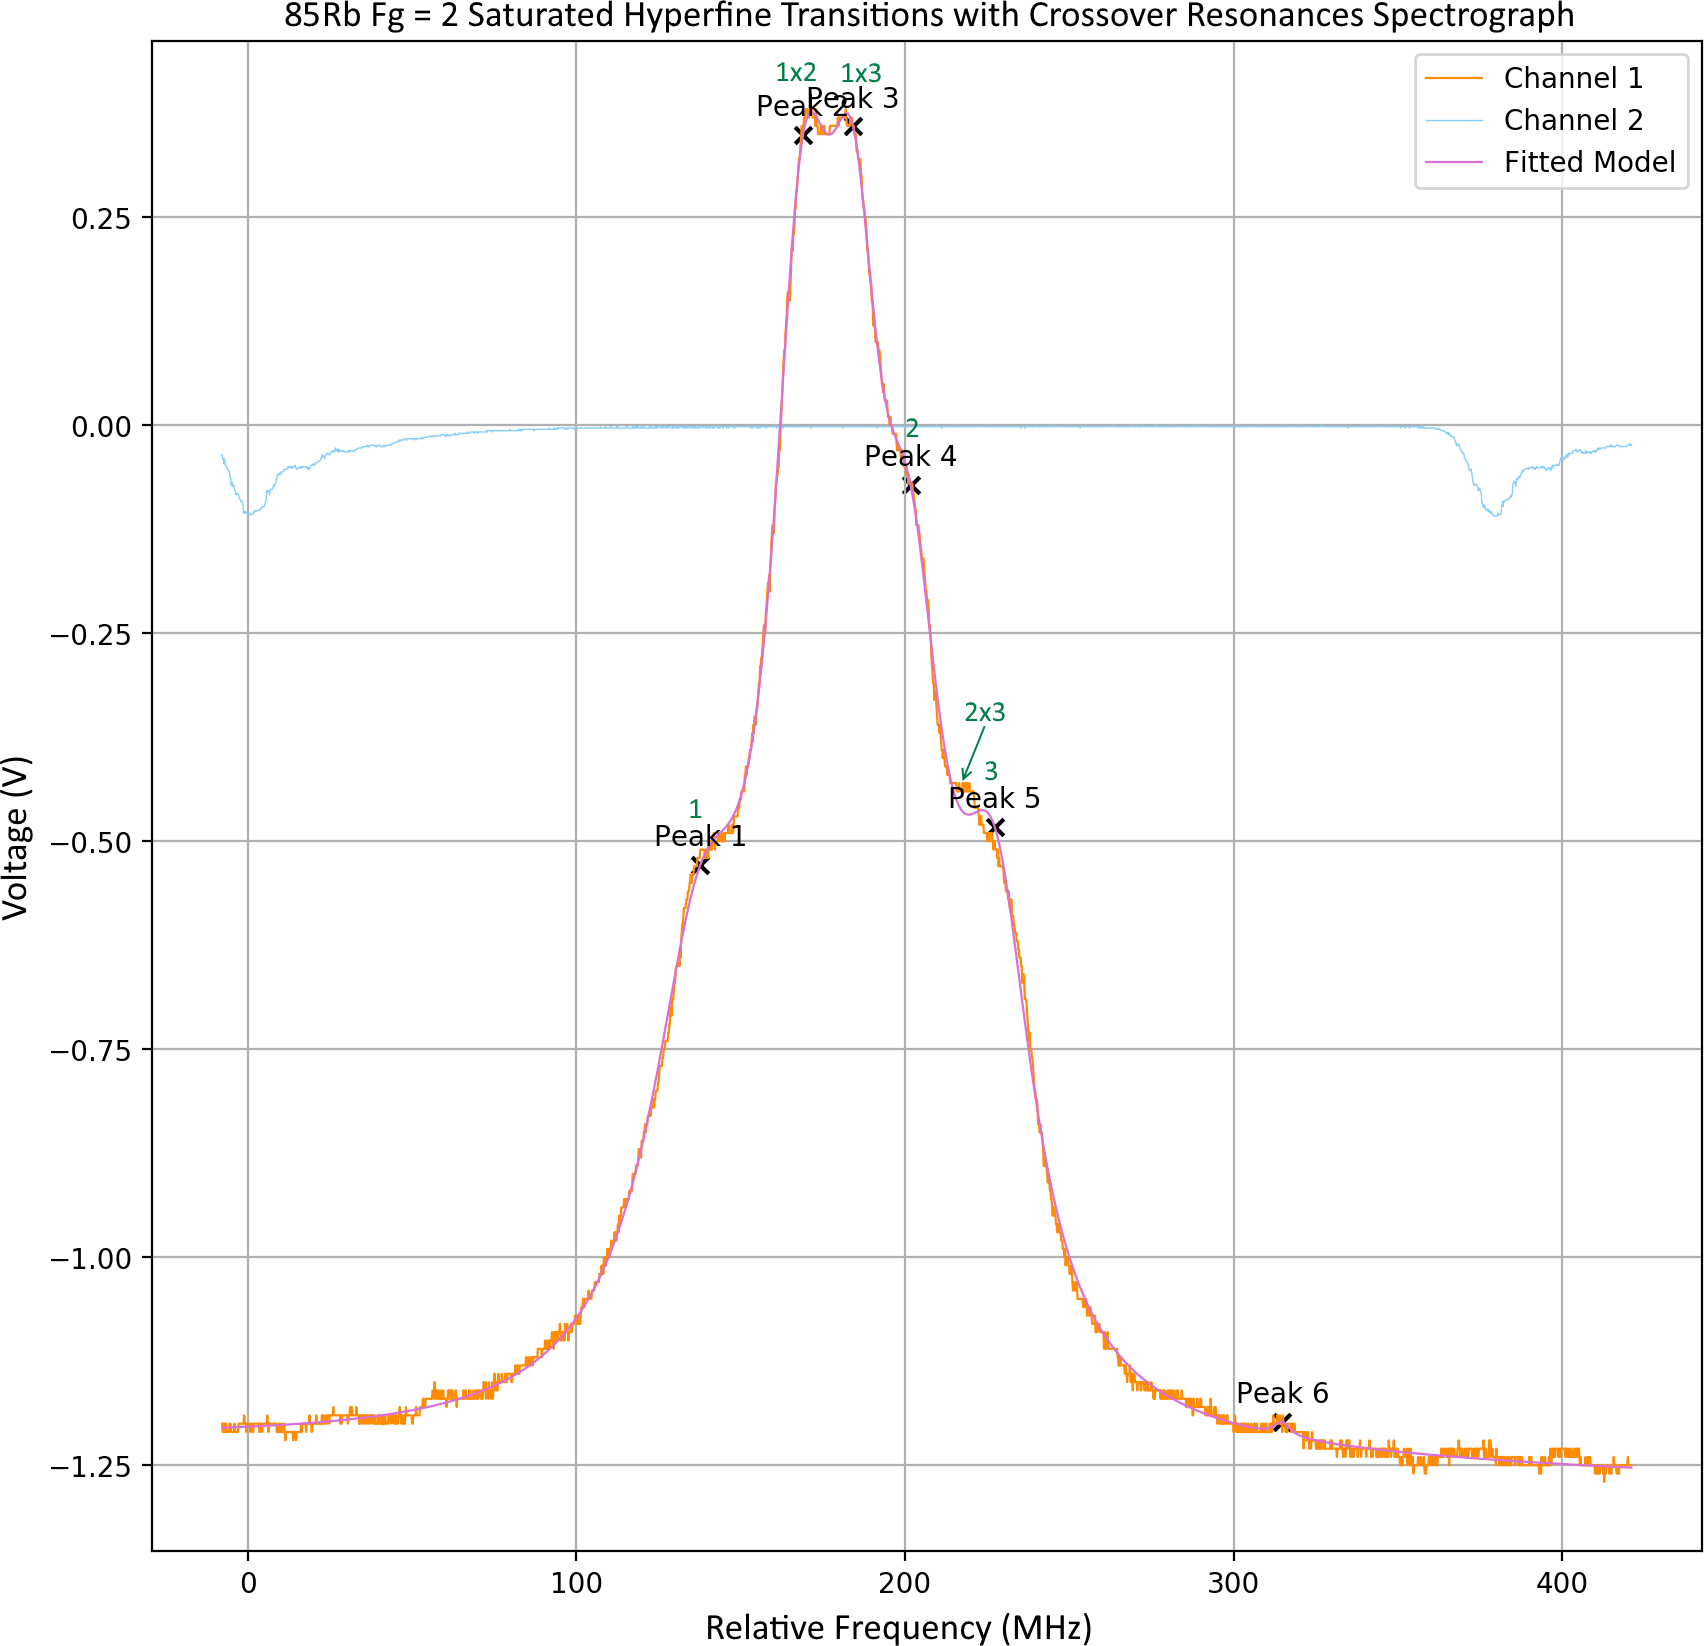 85Rb Fg = 2 Saturated Hyperfine Transitions with Crossover Resonances Spectrograph
Channel 1
Channel 2
Fitted Model
1x2
1x3
Peak 2
Peak 3
2
Peak 4
2x3
3
Peak 5
1
Peak 1
Peak 6
0.25
0.00
−0.25
−0.50
−0.75
−1.00
−1.25
Voltage (V)
0
100
200
300
400
Relative Frequency (MHz)